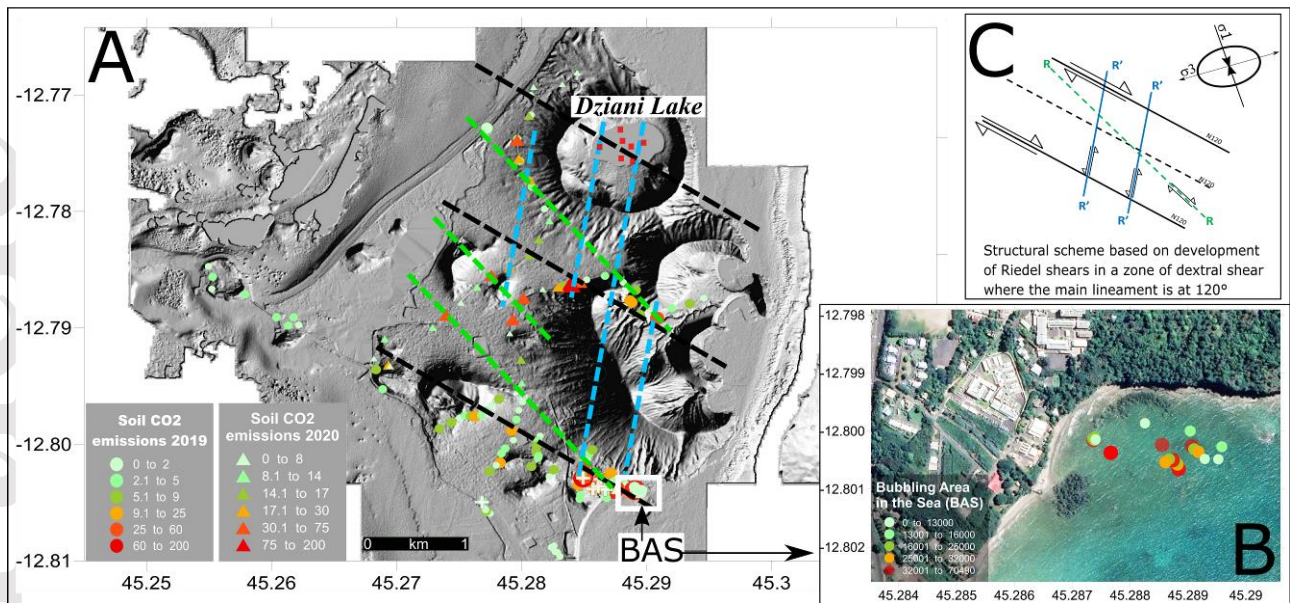 A
Dziani Lake
-12.77
-12.78
-12.79
-12.80
-12.81
45.25
45.26
45.27
45.28
45.29
45.3
Soil CO2
emissions 2019
0 to 2
2.1 to 5
5.1 to 9
9.1 to 25
25 to 60
60 to 200
Soil CO2
emissions 2020
0 to 8
8.1 to 14
14.1 to 17
17.1 to 30
30.1 to 75
75 to 200
0 km 1
BAS
C
σ1
σ3
R
R'
R'
N120
N120
N120
R'
R'
R
Structural scheme based on development
of Riedel shears in a zone of dextral shear
where the main lineament is at 120°
12.798
-12.799
-12.800
-12.801
-12.802
Bubbling Area
in the Sea (BAS)
0 to 13000
13001 to 16000
16001 to 25000
25001 to 32000
32001 to 70490
B
45.284
45.285
45.286
45.287
45.288
45.289
45.29